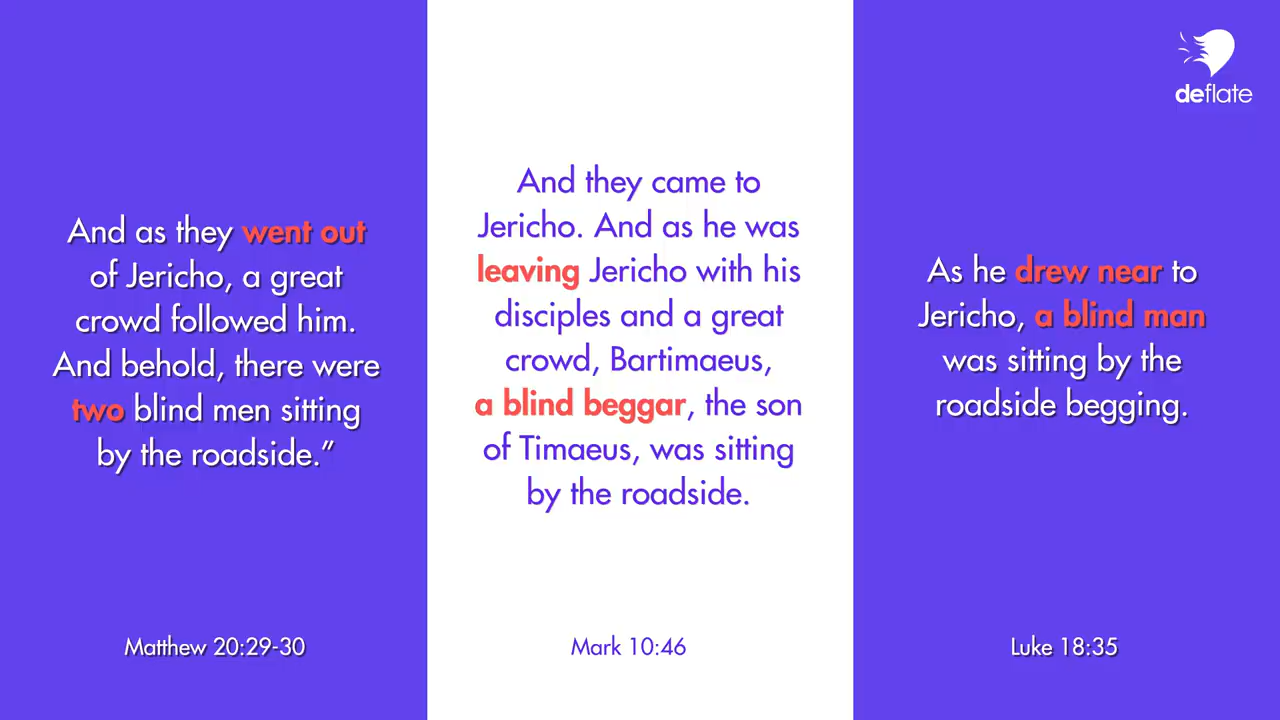 And as they went out
of Jericho, a great
crowd followed him.
And behold, there were
two blind men sitting
by the roadside.”
Matthew 20:29-30
And they came to
Jericho. And as he was
leaving Jericho with his
disciples and a great
crowd, Bartimaeus,
a blind beggar, the son
of Timaeus, was sitting
by the roadside.
Mark 10:46
deflate
As he drew near to
Jericho, a blind man
was sitting by the
roadside begging.
Luke 18:35